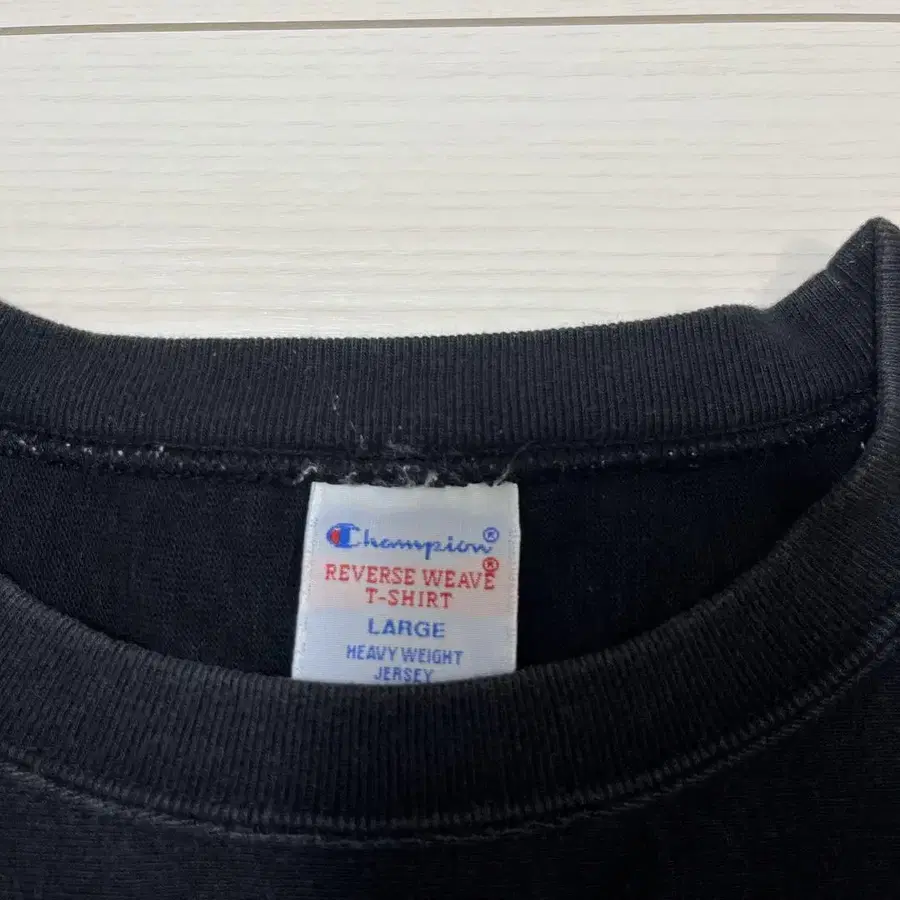 Champion®
REVERSE WEAVE®
T-SHIRT
LARGE
HEAVY WEIGHT
JERSEY